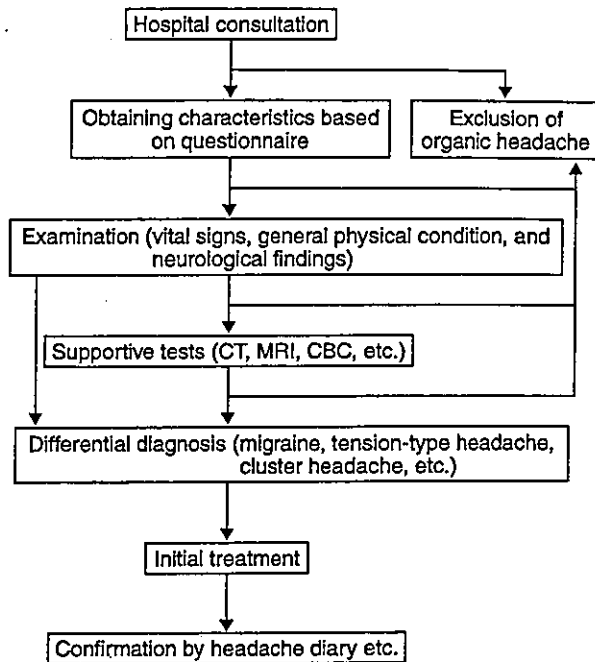 Hospital consultation
Obtaining characteristics based
on questionnaire
Exclusion of
organic headache
Examination (vital signs, general physical condition, and
neurological findings)
Supportive tests (CT, MRI, CBC, etc.)
Differential diagnosis (migraine, tension-type headache,
cluster headache, etc.)
Initial treatment
Confirmation by headache diary etc.